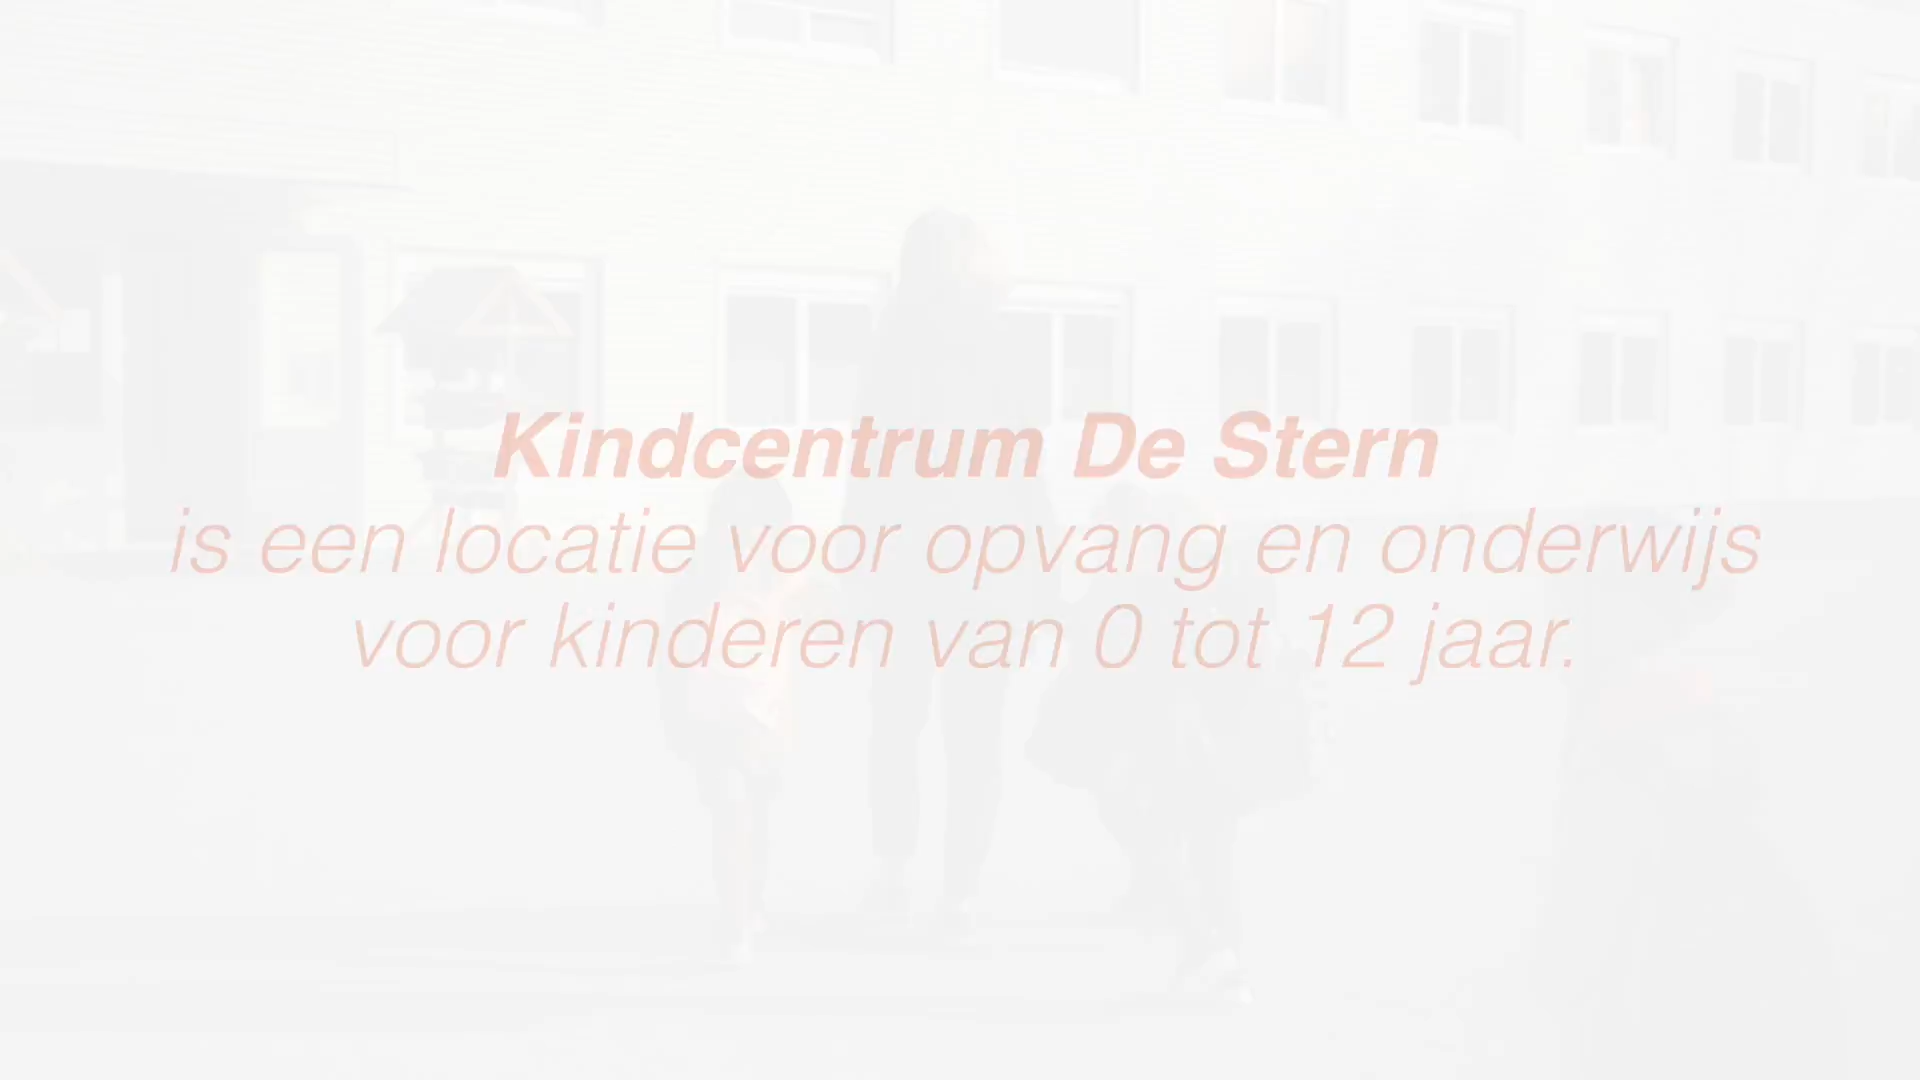 Kindcentrum De Stern
is een locatie voor opvang en onderwijs
voor kinderen van 0 tot 12 jaar.